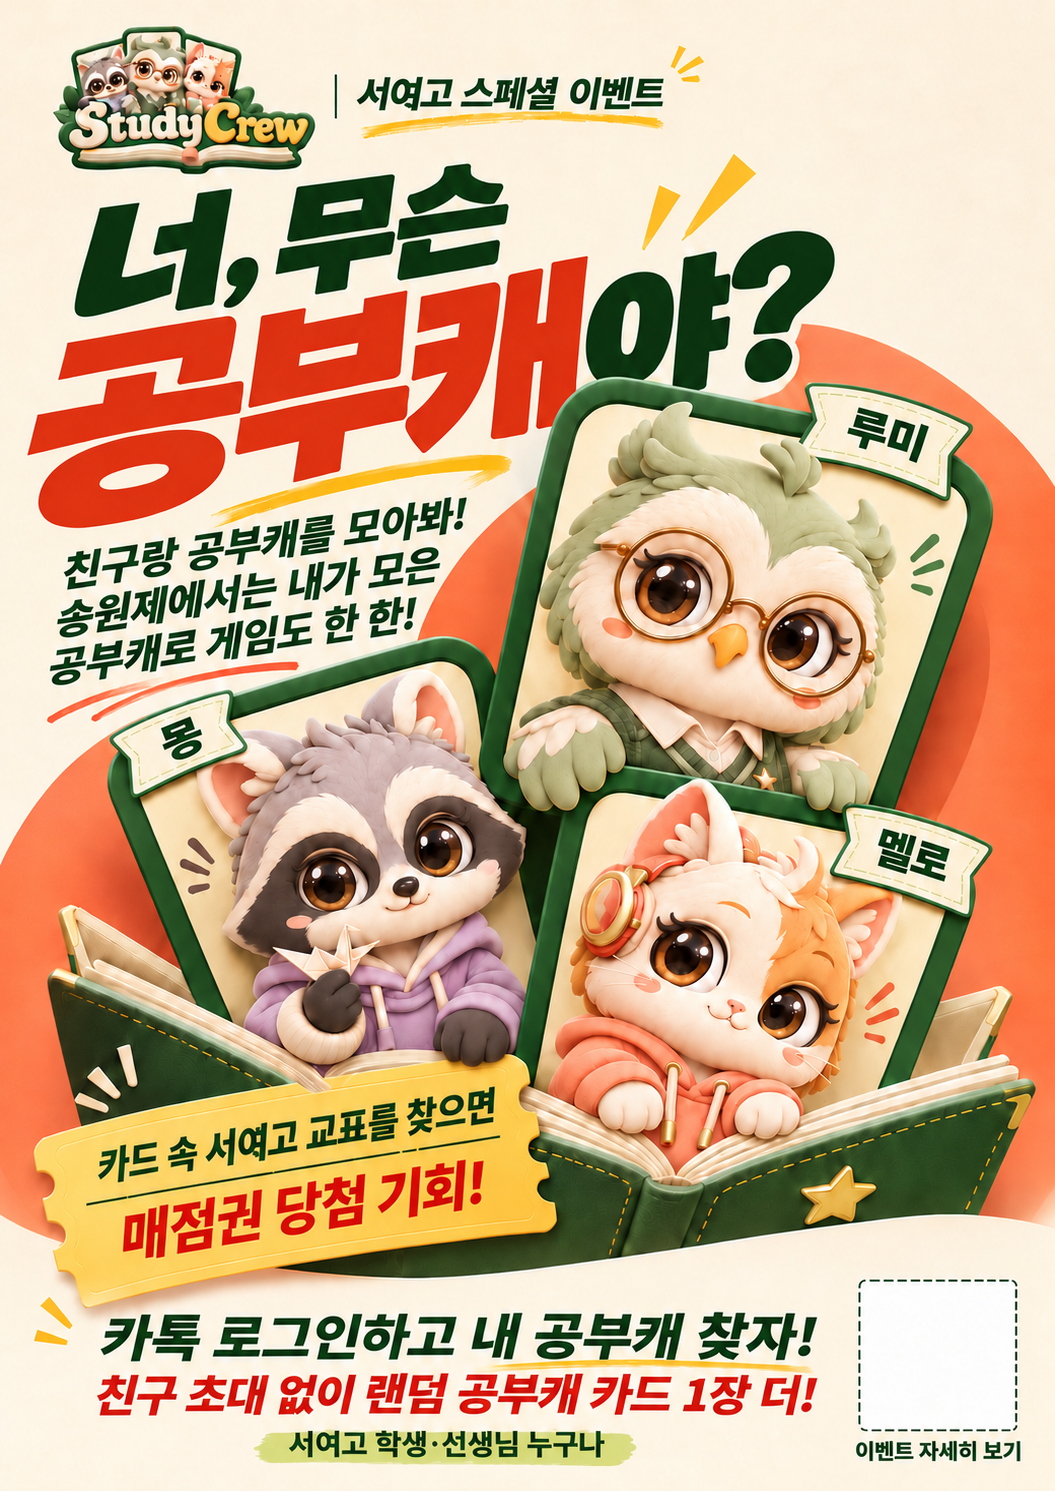 StudyCrew
서여고 스페셜 이벤트
너, 무슨
공부캐야?
친구랑 공부캐를 모아봐!
송원제에서는 내가 모은
공부캐로 게임도 한 한!
루미
몽
멜로
카드 속 서여고 교표를 찾으면
매점권 당첨 기회!
카톡 로그인하고 내 공부캐 찾자!
친구 초대 없이 랜덤 공부캐 카드 1장 더!
서여고 학생·선생님 누구나
이벤트 자세히 보기